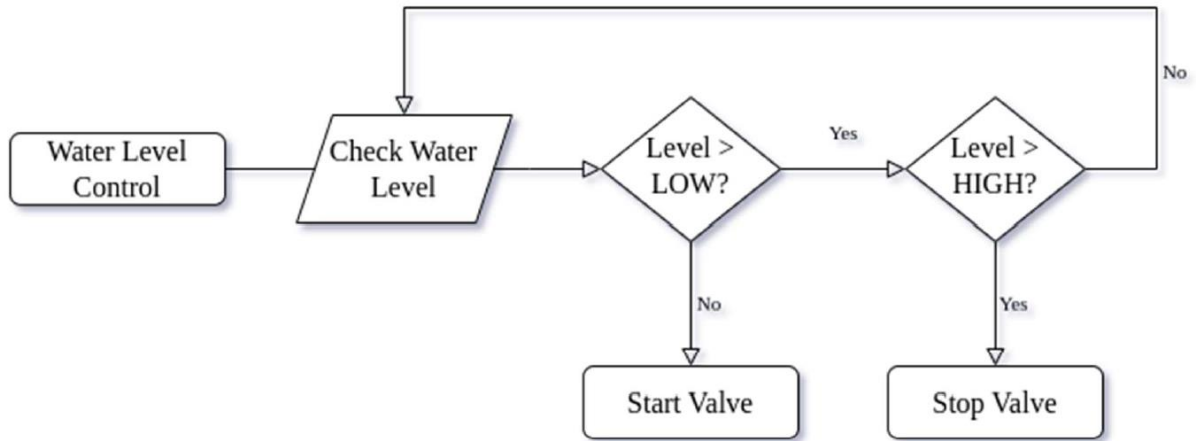 No
Water Level
Control
Check Water
Level
Level >
LOW?
Yes
Level >
HIGH?
No
Yes
Start Valve
Stop Valve